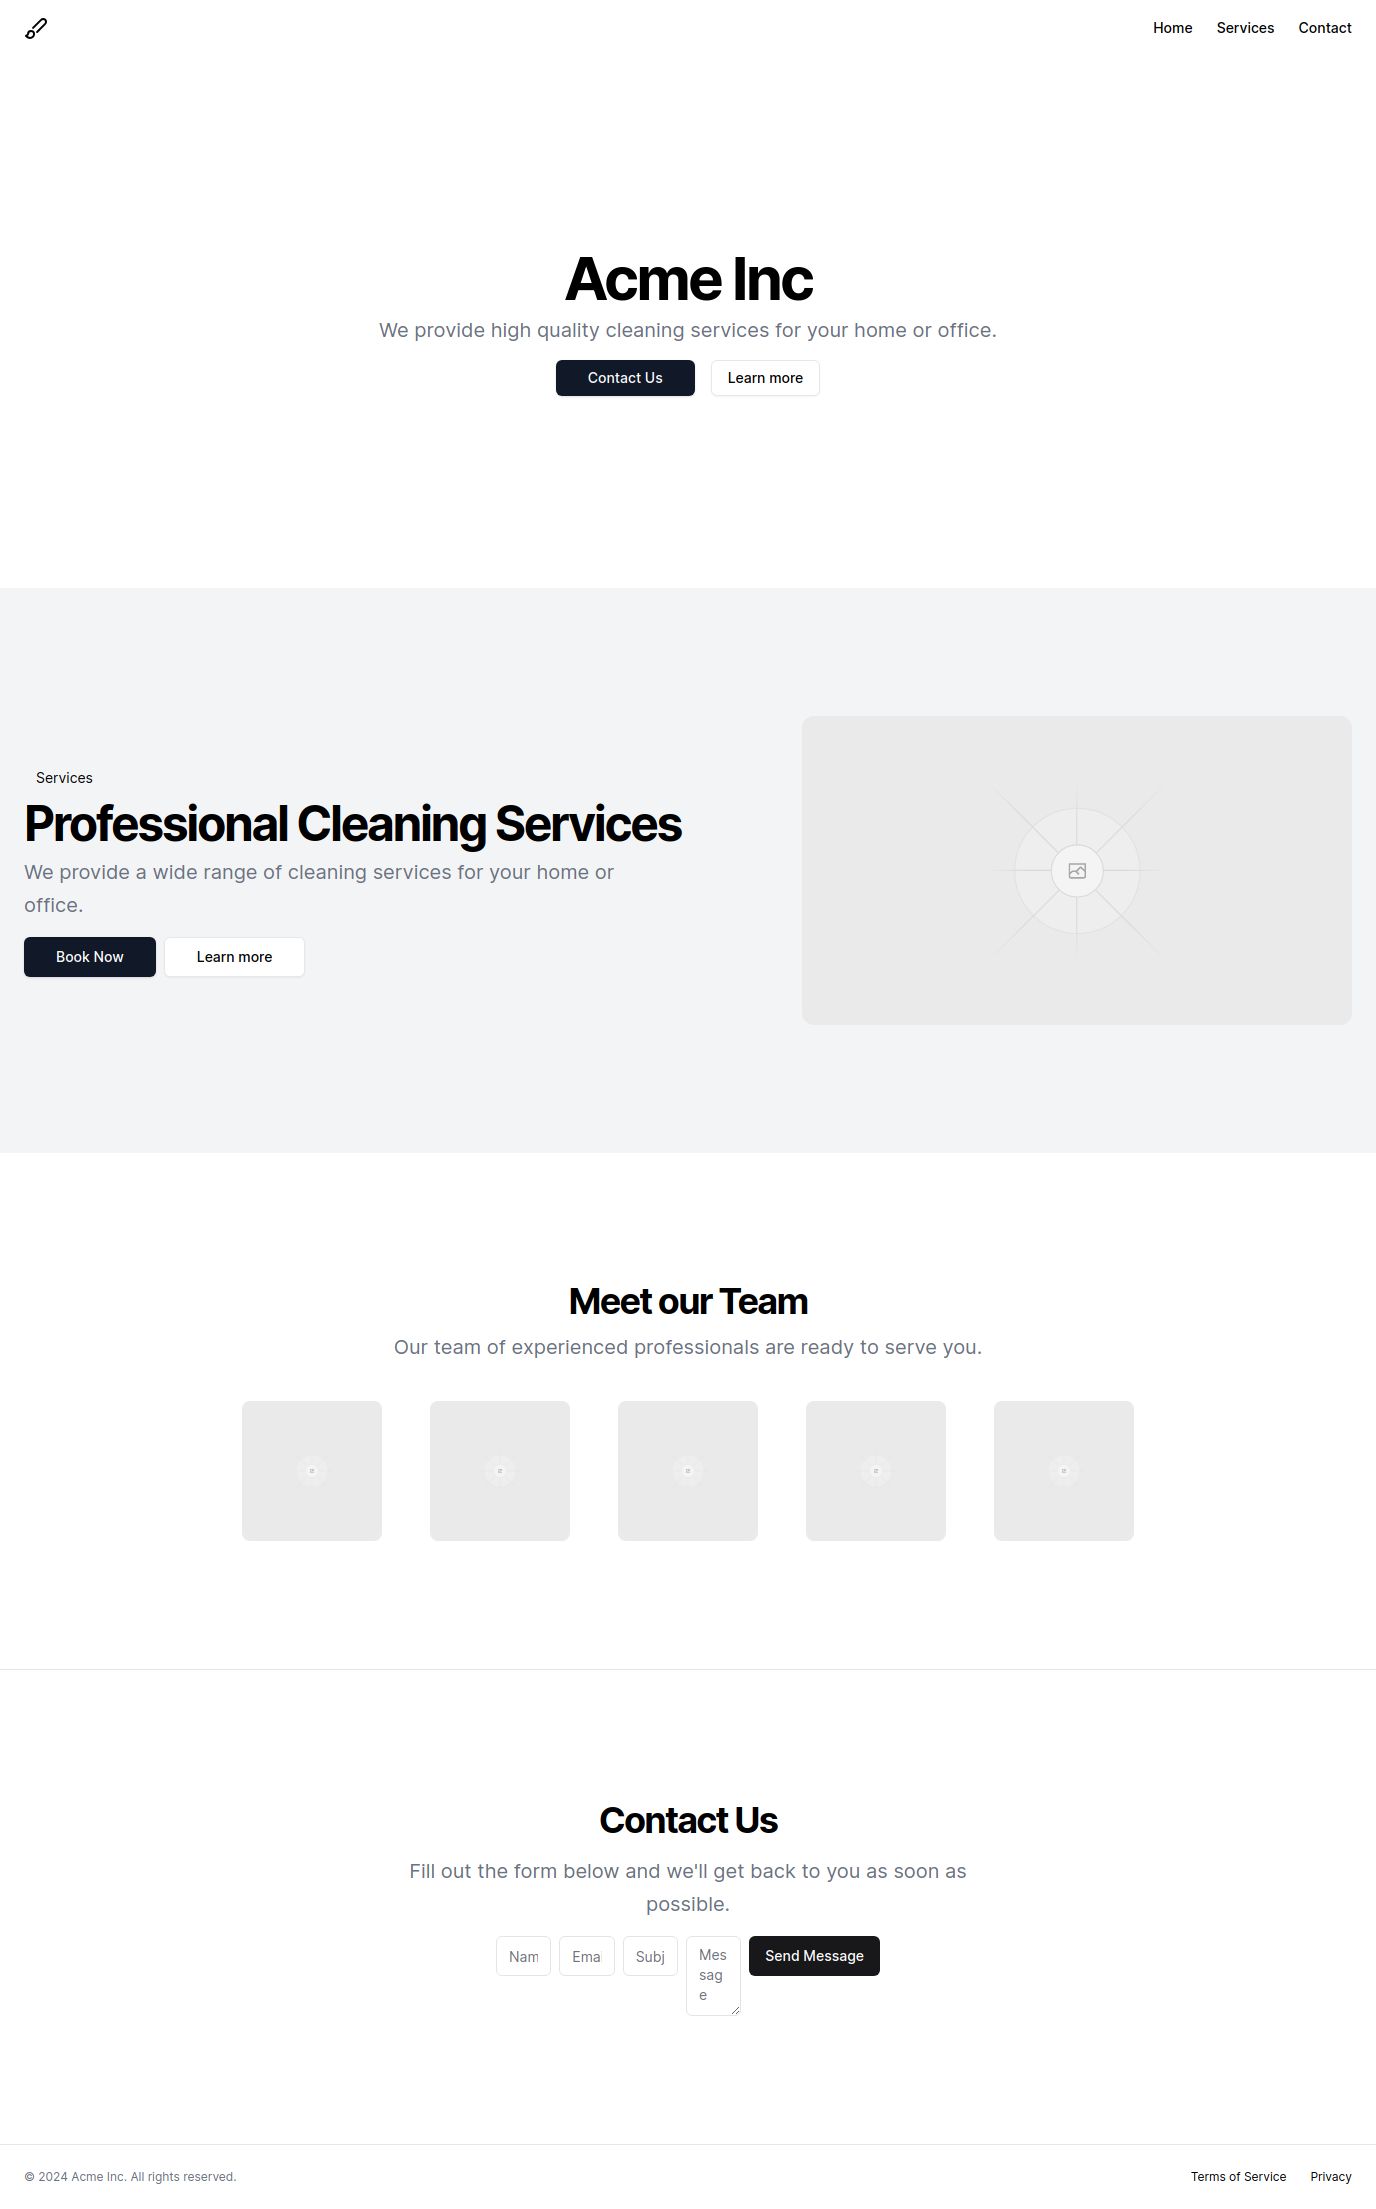 Home Services Contact
Acme Inc
We provide high quality cleaning services for your home or office.
Contact Us Learn more
Services
Professional Cleaning Services
We provide a wide range of cleaning services for your home or
office.
Book Now Learn more
Meet our Team
Our team of experienced professionals are ready to serve you.
Contact Us
Fill out the form below and we'll get back to you as soon as
possible.
Nam Emai Subj Mes Send Message
sag
e
© 2024 Acme Inc. All rights reserved. Terms of Service Privacy